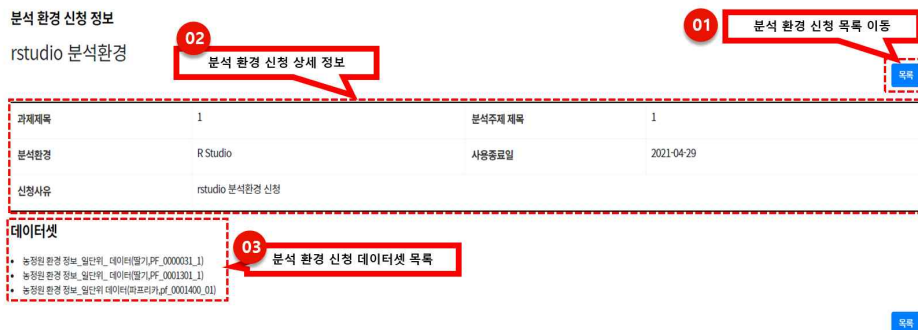 분석 환경 신청 정보
rstudio 분석환경
01
분석 환경 신청 목록 이동
02
분석 환경 신청 상세 정보
목록
과제제목 1 분석주제 제목 1
분석환경 R Studio 사용종료일 2021-04-29
신청사유 rstudio 분석환경 신청
데이터셋
03
분석 환경 신청 데이터셋 목록
• 농정원 환경 정보_일단위_ 데이터(딸기,PF_0000031_1)
• 농정원 환경 정보_일단위_ 데이터(딸기,PF_0001301_1)
• 농정원 환경 정보_일단위 데이터(파프리카,pf_0001400_01)
목록